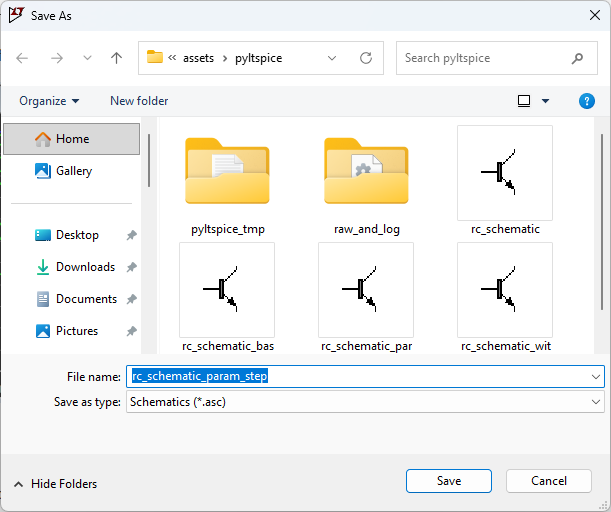 Save As
« assets › pyltspice
Search pyltspice
Organize
New folder
?
Home
Gallery
Desktop
Downloads
Documents
Pictures
pyltspice_tmp
raw_and_log
rc_schematic
rc_schematic_bas
rc_schematic_par
rc_schematic_wit
File name: rc_schematic_param_step
Save as type: Schematics (*.asc)
Hide Folders
Save
Cancel